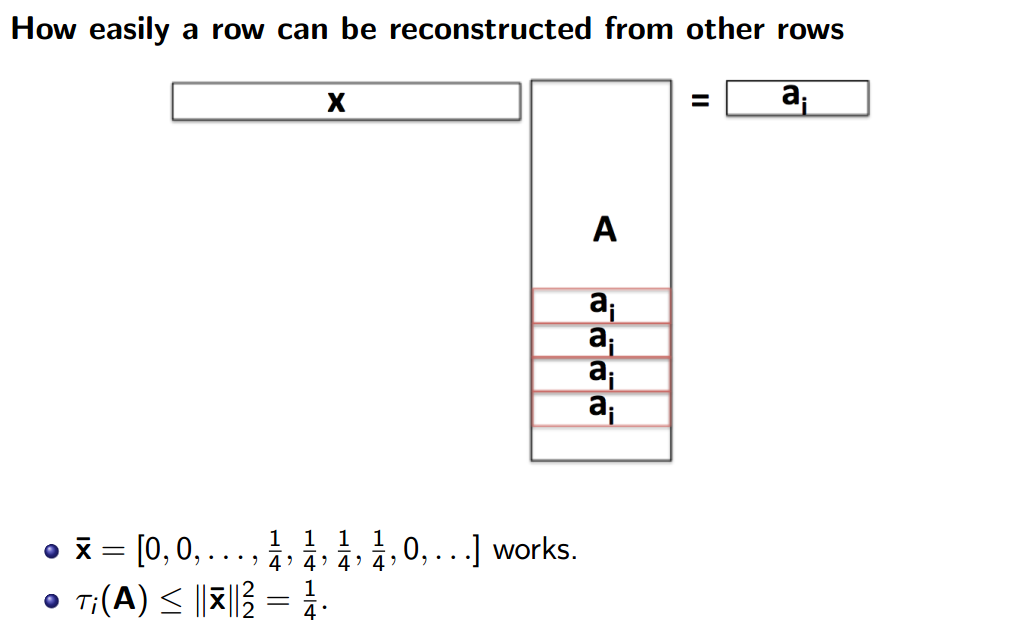 How easily a row can be reconstructed from other rows
x
= aᵢ
A
aᵢ
aᵢ
aᵢ
aᵢ
x̄ = [0, 0, . . . , 1/4, 1/4, 1/4, 1/4, 0, . . .] works.
τᵢ(A) ≤ ‖x̄‖₂² = 1/4.